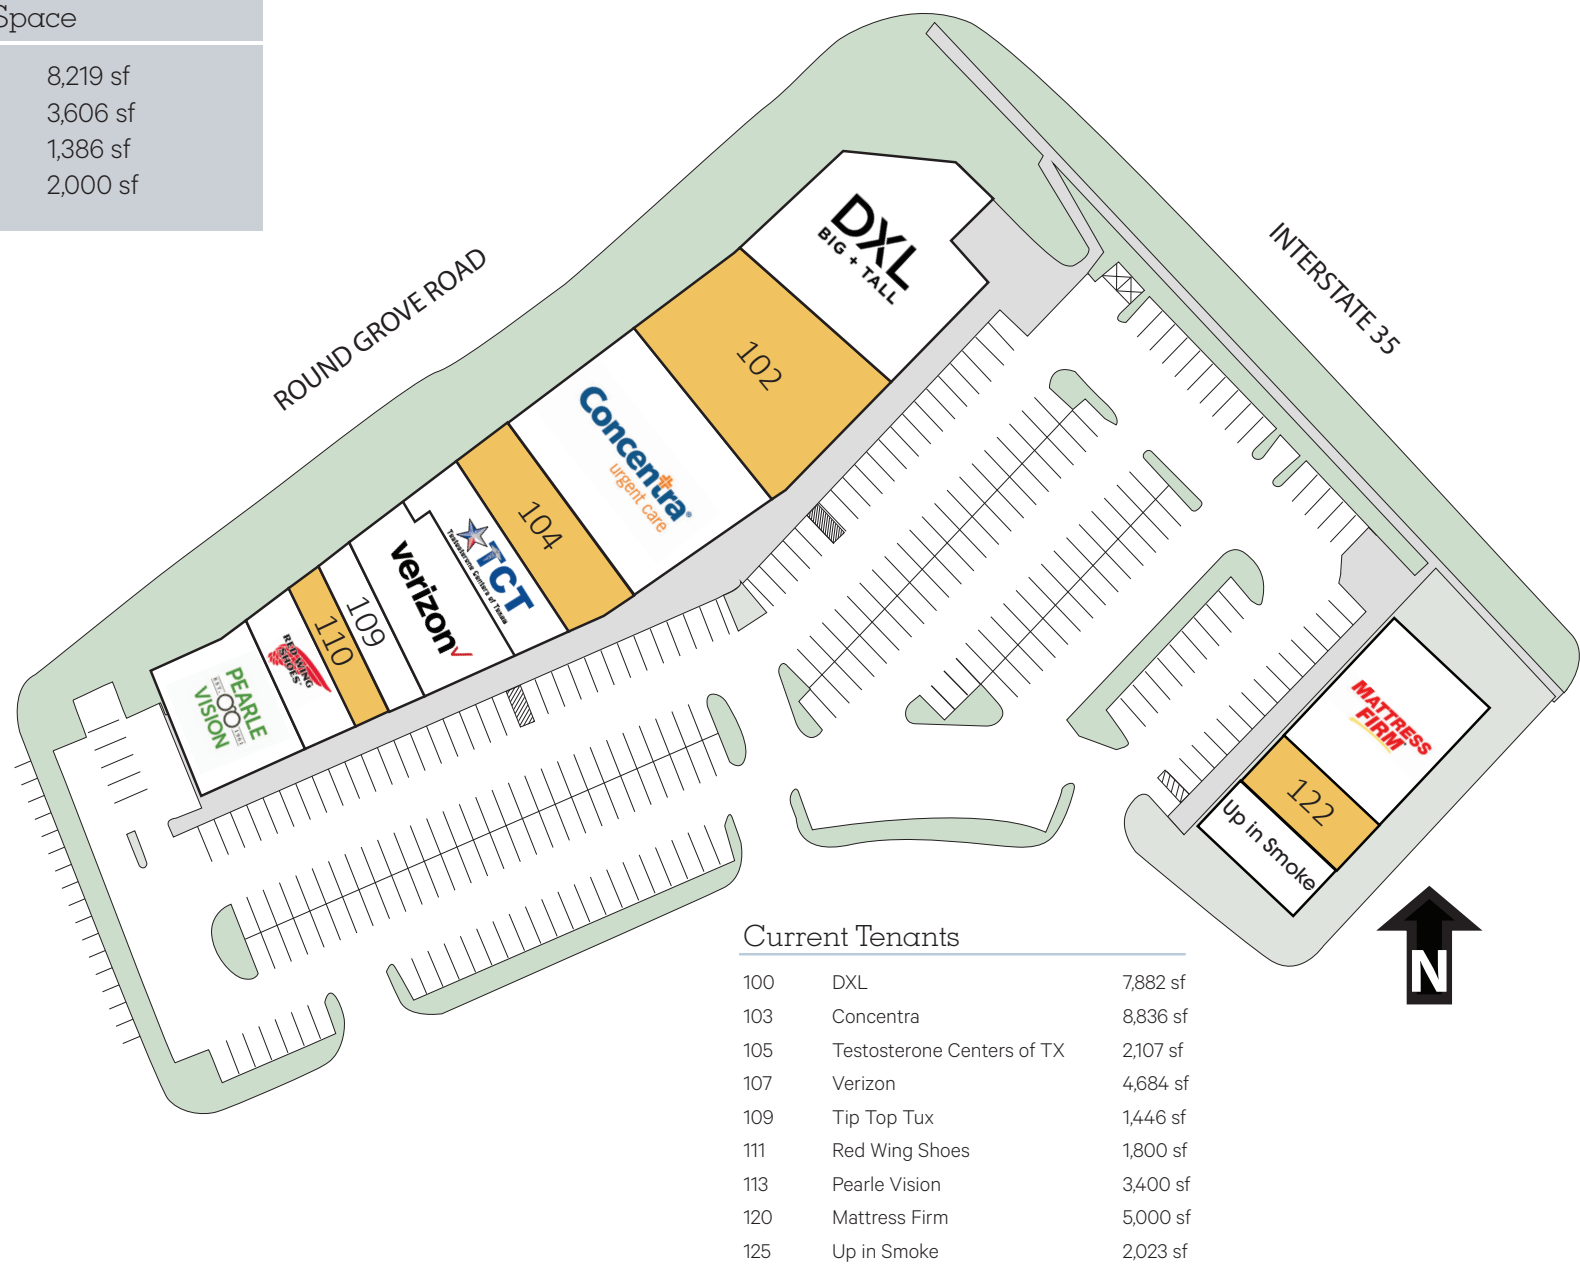 Space
8,219 sf
3,606 sf
1,386 sf
2,000 sf
ROUND GROVE ROAD
INTERSTATE 35
DXL
BIG + TALL
102
Concentra®
urgent care
104
TCT
Testosterone Centers of Texas
verizon
109
110
RED WING
SHOES
PEARLE
EST. 1961
VISION
MATTRESS
FIRM
122
Up in Smoke
N
Current Tenants
100 DXL 7,882 sf
103 Concentra 8,836 sf
105 Testosterone Centers of TX 2,107 sf
107 Verizon 4,684 sf
109 Tip Top Tux 1,446 sf
111 Red Wing Shoes 1,800 sf
113 Pearle Vision 3,400 sf
120 Mattress Firm 5,000 sf
125 Up in Smoke 2,023 sf